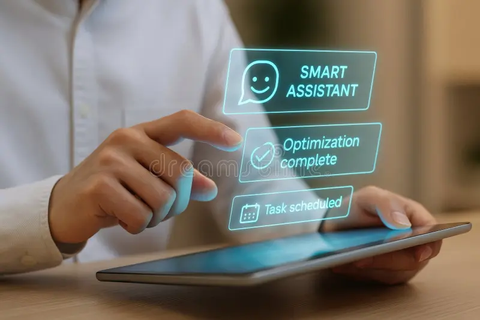 SMART
ASSISTANT
Optimization
complete
Task scheduled